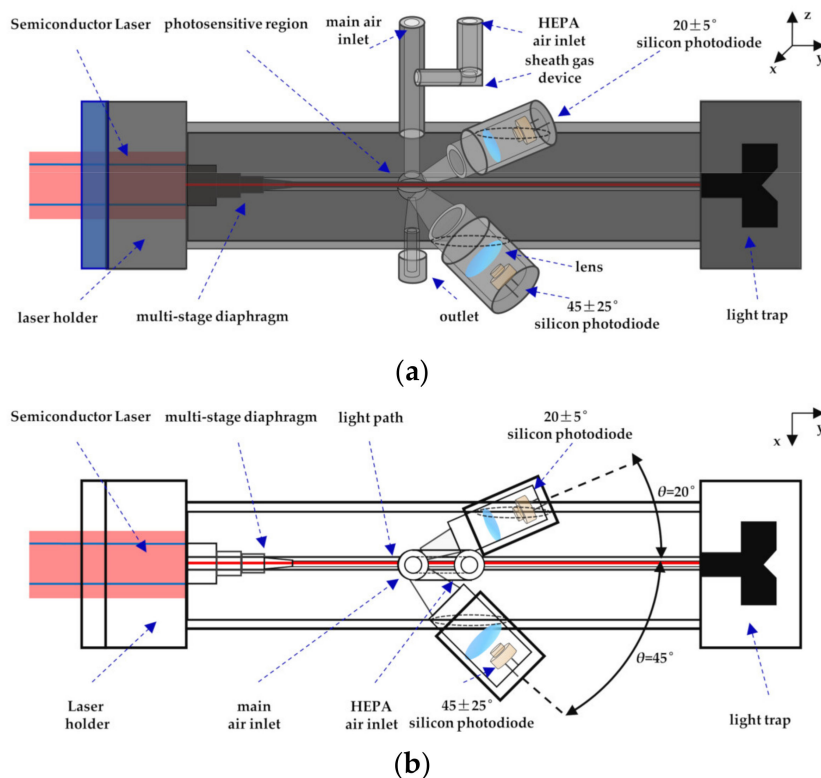 Semiconductor Laser
photosensitive region
main air
inlet
HEPA
air inlet
sheath gas
device
20±5°
silicon photodiode
z
y
x
laser holder
multi-stage diaphragm
outlet
lens
45±25°
silicon photodiode
light trap
(a)
Semiconductor Laser
multi-stage diaphragm
light path
20±5°
silicon photodiode
y
x
θ=20°
θ=45°
Laser
holder
main
air inlet
HEPA
air inlet
45±25°
silicon photodiode
light trap
(b)